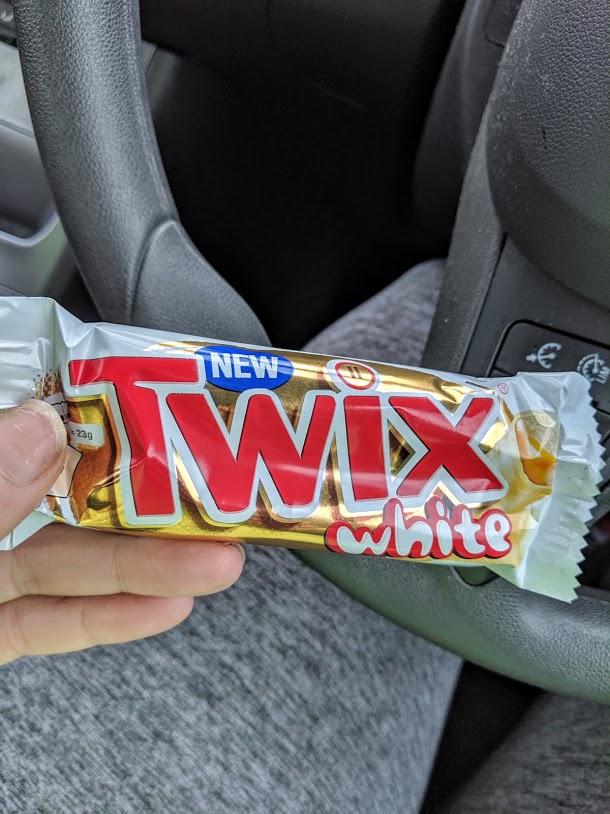 NEW
TWiX
white
= 23g